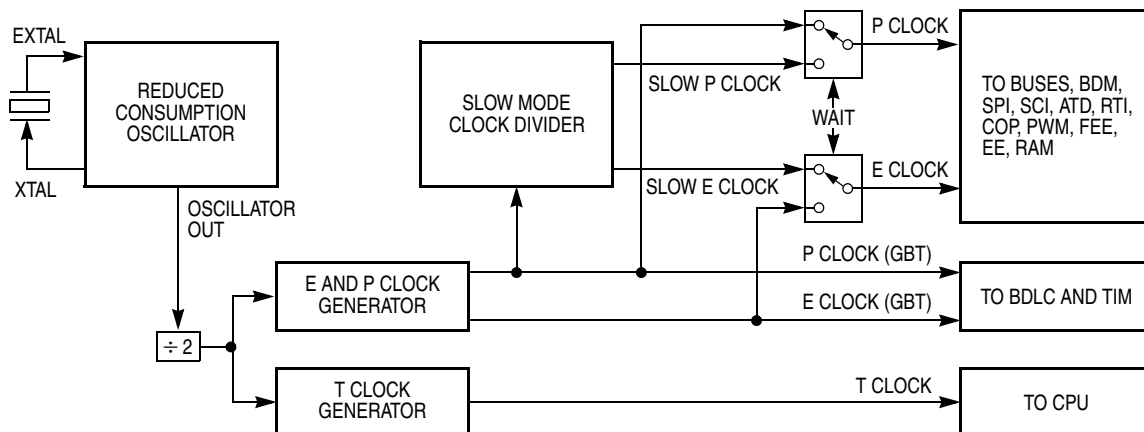 EXTAL
XTAL
REDUCED
CONSUMPTION
OSCILLATOR
OSCILLATOR
OUT
÷ 2
SLOW MODE
CLOCK DIVIDER
SLOW P CLOCK
SLOW E CLOCK
WAIT
P CLOCK
E CLOCK
TO BUSES, BDM,
SPI, SCI, ATD, RTI,
COP, PWM, FEE,
EE, RAM
E AND P CLOCK
GENERATOR
P CLOCK (GBT)
E CLOCK (GBT)
TO BDLC AND TIM
T CLOCK
GENERATOR
T CLOCK
TO CPU